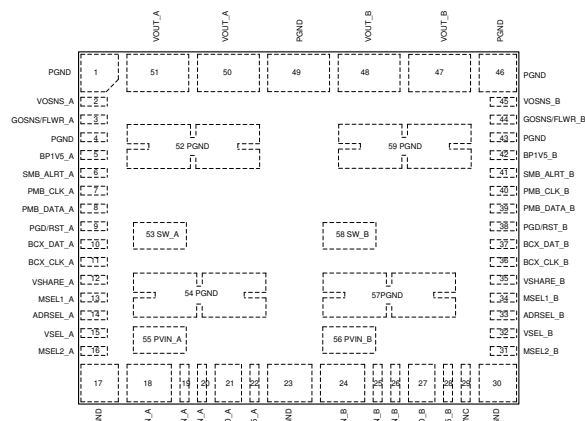 VOUT_A
VOUT_A
PGND
VOUT_B
VOUT_B
PGND
PGND 1 51 50 49 48 47 46 PGND
VOSNS_A 2 45 VOSNS_B
GOSNS/FLWR_A 3 44 GOSNS/FLWR_B
PGND 4 43 PGND
52 PGND 59 PGND
BP1V5_A 5 42 BP1V5_B
SMB_ALRT_A 6 41 SMB_ALRT_B
PMB_CLK_A 7 40 PMB_CLK_B
PMB_DATA_A 8 39 PMB_DATA_B
PGD/RST_A 9 38 PGD/RST_B
53 SW_A 58 SW_B
BCX_DAT_A 10 37 BCX_DAT_B
BCX_CLK_A 11 36 BCX_CLK_B
VSHARE_A 12 35 VSHARE_B
54 PGND 57PGND
MSEL1_A 13 34 MSEL1_B
ADRSEL_A 14 33 ADRSEL_B
VSEL_A 15 32 VSEL_B
55 PVIN_A 56 PVIN_B
MSEL2_A 16 31 MSEL2_B
17 18 19 20 21 22 23 24 25 26 27 28 29 30